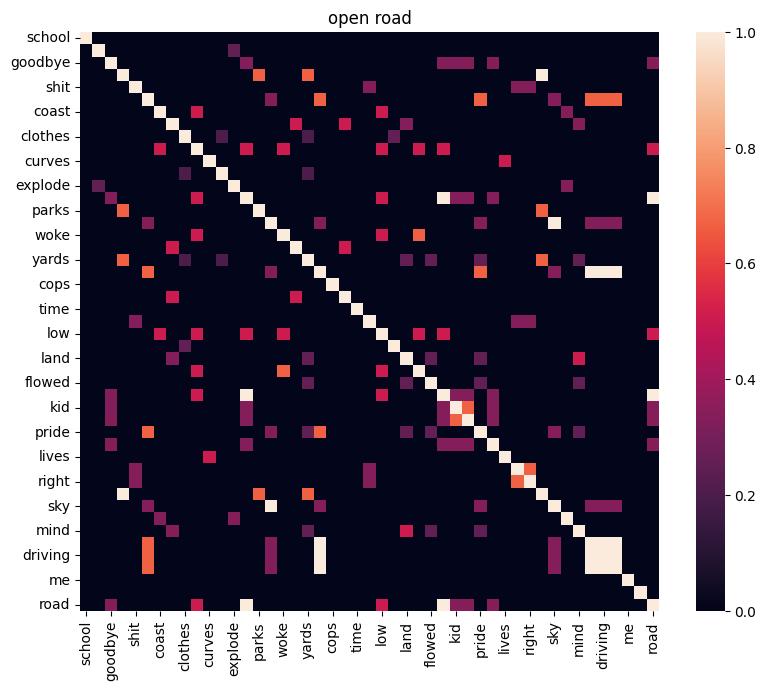 open road
school
goodbye
shit
coast
clothes
curves
explode
parks
woke
yards
cops
time
low
land
flowed
kid
pride
lives
right
sky
mind
driving
me
road
school
goodbye
shit
coast
clothes
curves
explode
parks
woke
yards
cops
time
low
land
flowed
kid
pride
lives
right
sky
mind
driving
me
road
1.0
0.8
0.6
0.4
0.2
0.0